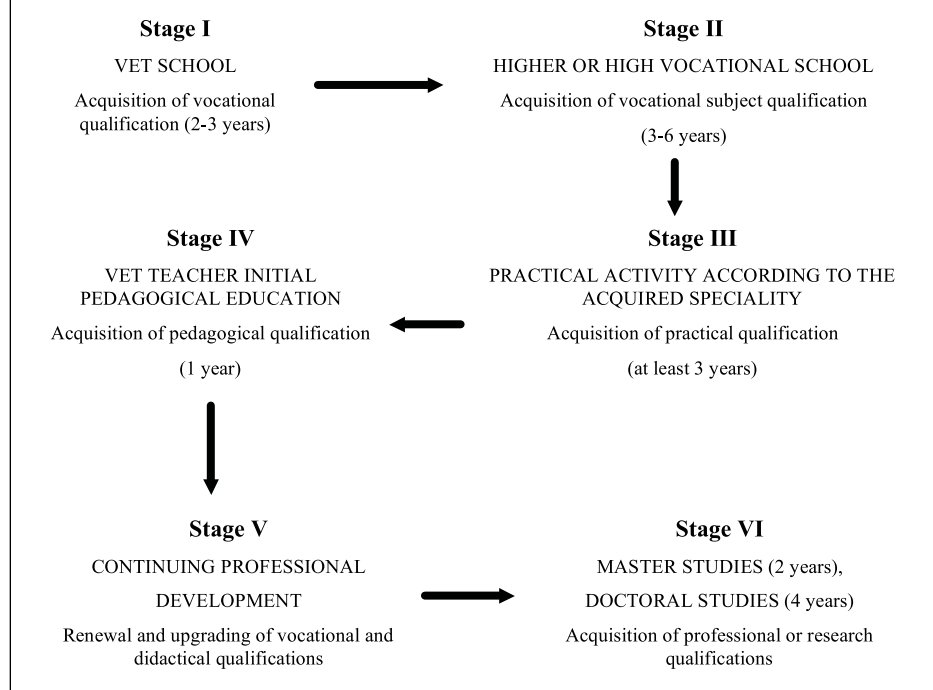 Stage I
VET SCHOOL
Acquisition of vocational
qualification (2-3 years)
Stage II
HIGHER OR HIGH VOCATIONAL SCHOOL
Acquisition of vocational subject qualification
(3-6 years)
Stage III
PRACTICAL ACTIVITY ACCORDING TO THE
ACQUIRED SPECIALITY
Acquisition of practical qualification
(at least 3 years)
Stage IV
VET TEACHER INITIAL
PEDAGOGICAL EDUCATION
Acquisition of pedagogical qualification
(1 year)
Stage V
CONTINUING PROFESSIONAL
DEVELOPMENT
Renewal and upgrading of vocational and
didactical qualifications
Stage VI
MASTER STUDIES (2 years),
DOCTORAL STUDIES (4 years)
Acquisition of professional or research
qualifications